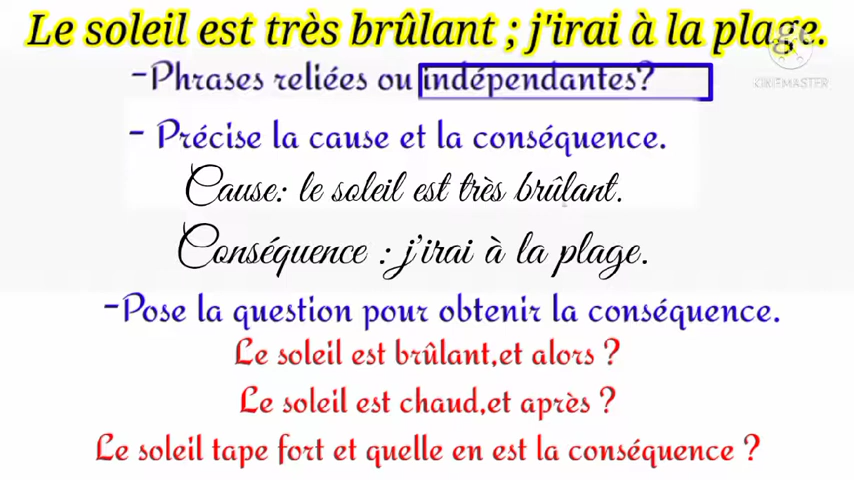 Le soleil est très brûlant ; j'irai à la plage.
-Phrases reliées ou indépendantes?
- Précise la cause et la conséquence.
Cause: le soleil est très brûlant.
Conséquence : j'irai à la plage.
-Pose la question pour obtenir la conséquence.
Le soleil est brûlant,et alors ?
Le soleil est chaud,et après ?
Le soleil tape fort et quelle en est la conséquence ?
KINEMASTER